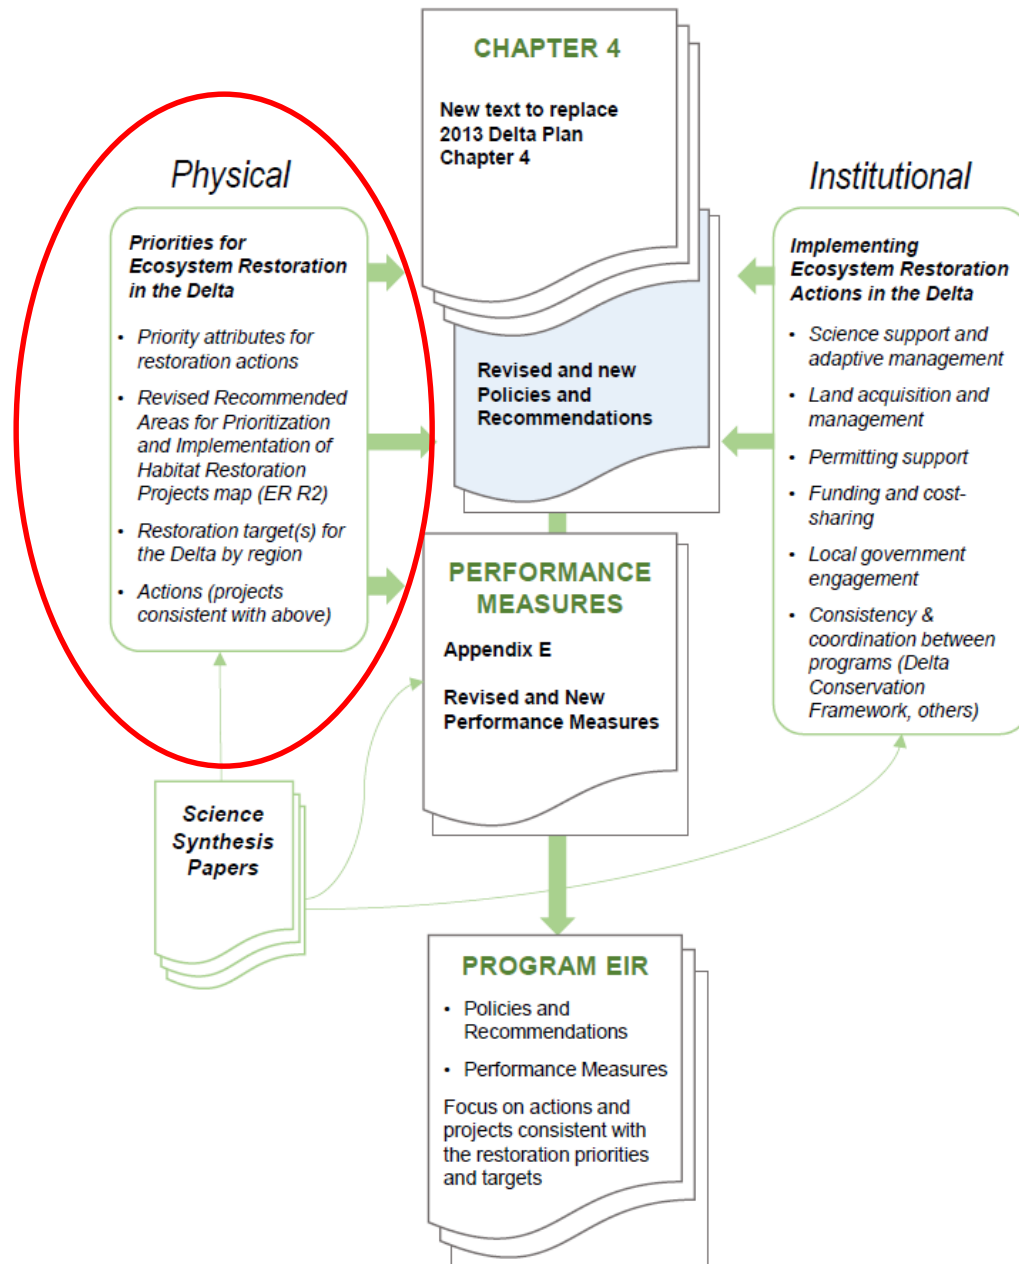 CHAPTER 4
New text to replace
2013 Delta Plan
Chapter 4
Physical
Priorities for
Ecosystem Restoration
in the Delta
• Priority attributes for
restoration actions
• Revised Recommended
Areas for Prioritization
and Implementation of
Habitat Restoration
Projects map (ER R2)
• Restoration target(s) for
the Delta by region
• Actions (projects
consistent with above)
Institutional
Implementing
Ecosystem Restoration
Actions in the Delta
• Science support and
adaptive management
• Land acquisition and
management
• Permitting support
• Funding and cost-
sharing
• Local government
engagement
• Consistency &
coordination between
programs (Delta
Conservation
Framework, others)
Revised and new
Policies and
Recommendations
PERFORMANCE
MEASURES
Appendix E
Revised and New
Performance Measures
Science
Synthesis
Papers
PROGRAM EIR
• Policies and
Recommendations
• Performance Measures
Focus on actions and
projects consistent with
the restoration priorities
and targets